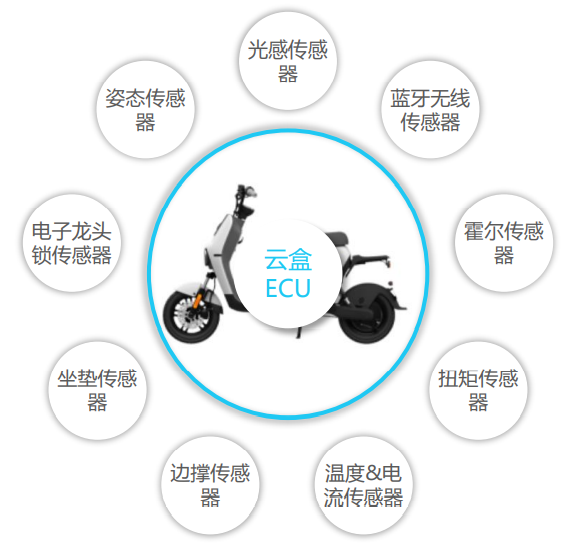 光感传感
器
姿态传感
器
蓝牙无线
传感器
电子龙头
锁传感器
云盒
ECU
霍尔传感
器
坐垫传感
器
扭矩传感
器
边撑传感
器
温度&电
流传感器